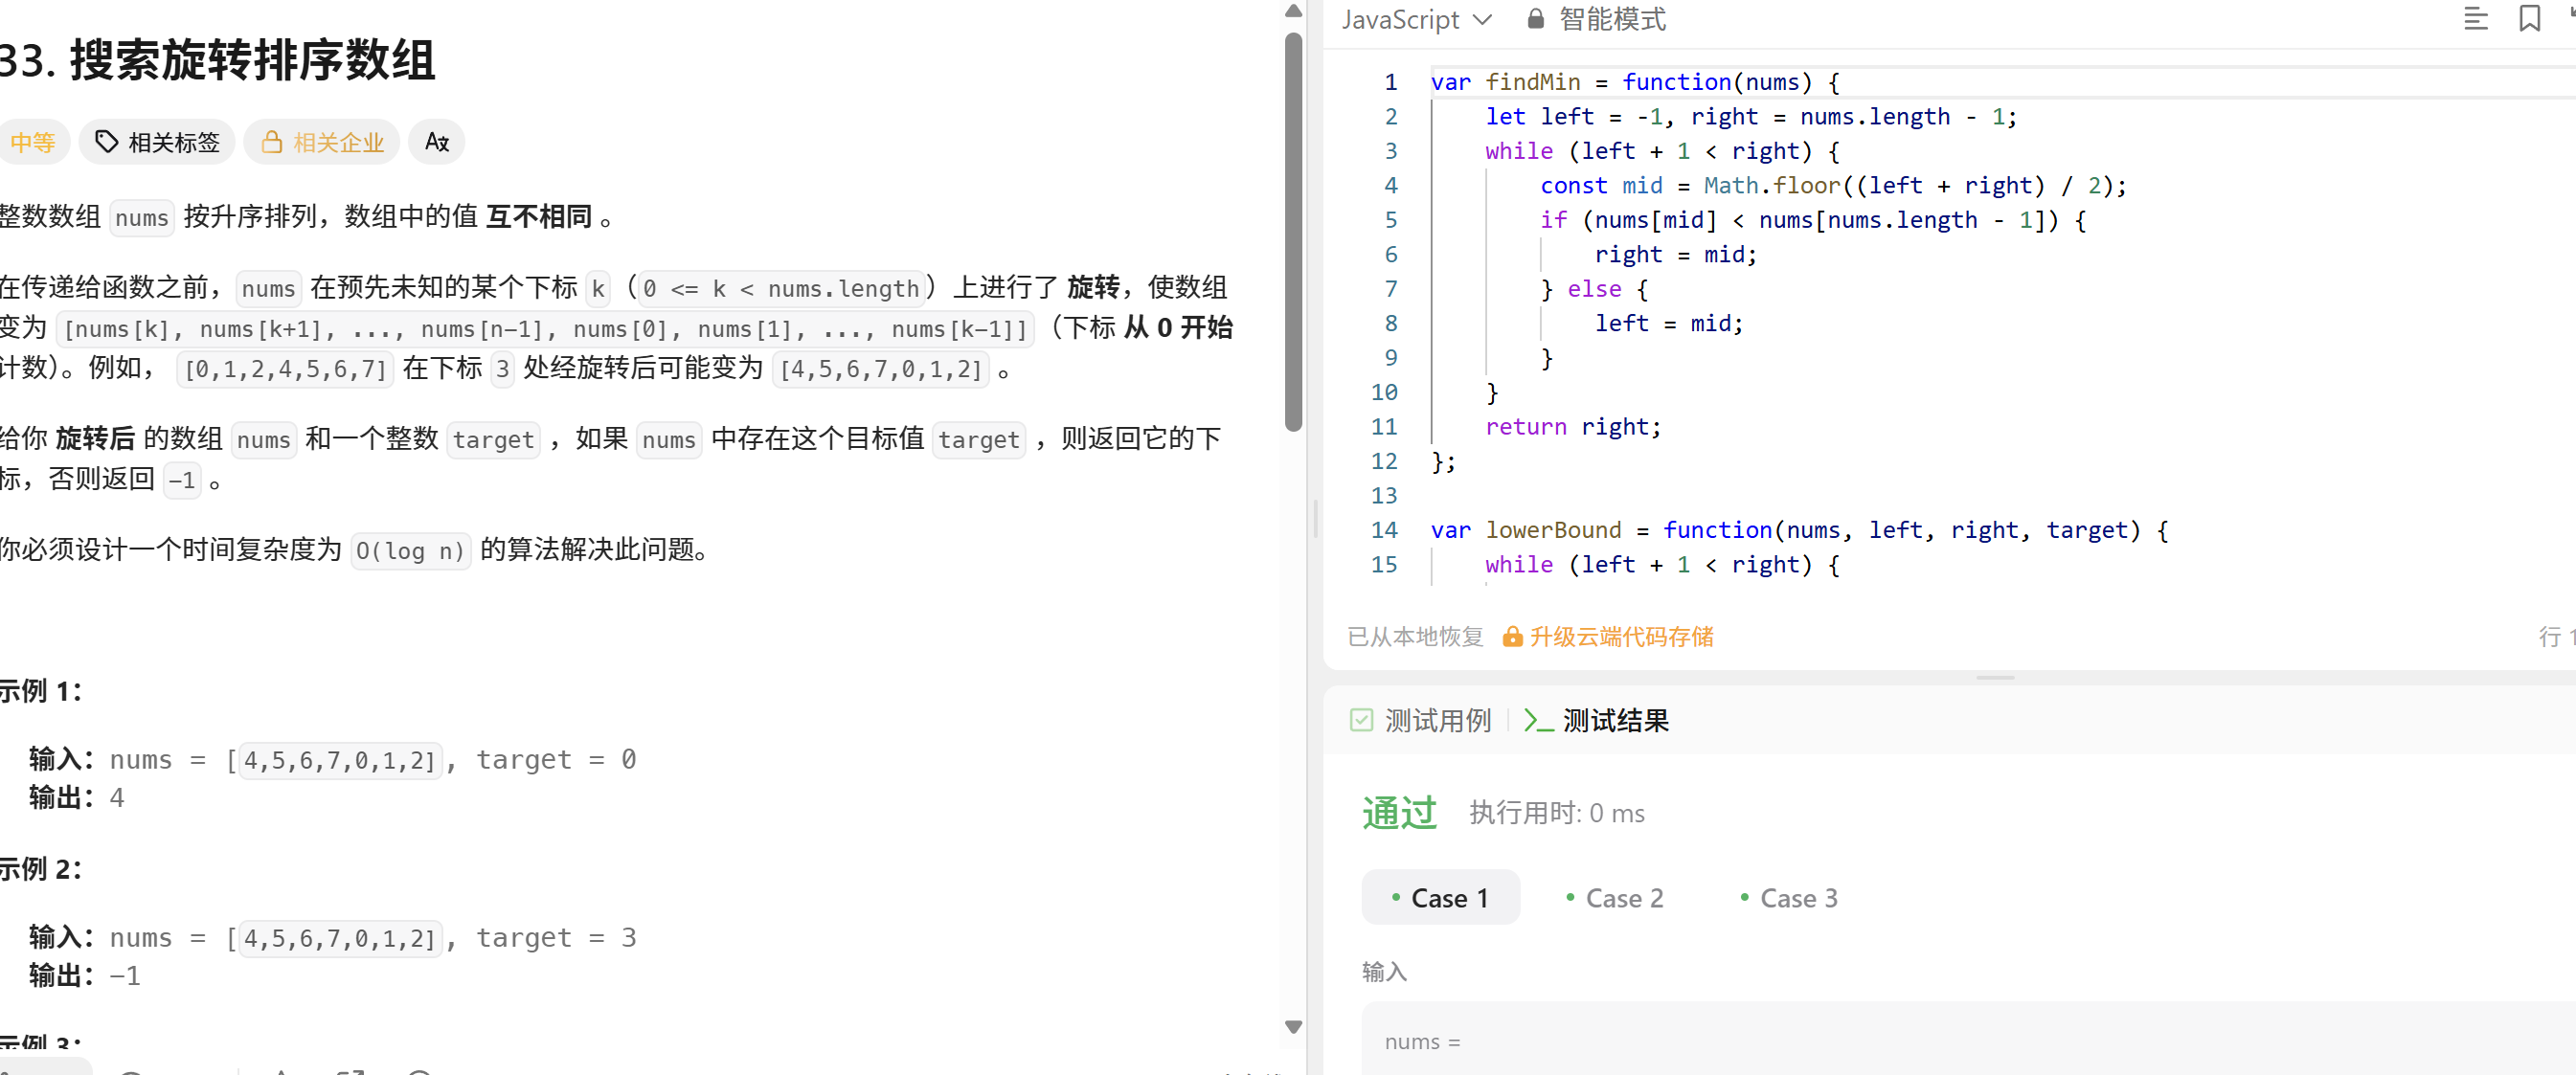 33. 搜索旋转排序数组
中等 相关标签 相关企业
整数数组 nums 按升序排列，数组中的值 互不相同 。
在传递给函数之前，nums 在预先未知的某个下标 k（0 <= k < nums.length）上进行了 旋转，使数组
变为 [nums[k], nums[k+1], ..., nums[n-1], nums[0], nums[1], ..., nums[k-1]]（下标 从 0 开始
计数）。例如， [0,1,2,4,5,6,7] 在下标 3 处经旋转后可能变为 [4,5,6,7,0,1,2] 。
给你 旋转后 的数组 nums 和一个整数 target ，如果 nums 中存在这个目标值 target ，则返回它的下
标，否则返回 -1 。
你必须设计一个时间复杂度为 O(log n) 的算法解决此问题。
示例 1：
输入：nums = [4,5,6,7,0,1,2], target = 0
输出：4
示例 2：
输入：nums = [4,5,6,7,0,1,2], target = 3
输出：-1
示例 3：
JavaScript 智能模式
1 var findMin = function(nums) {
2 let left = -1, right = nums.length - 1;
3 while (left + 1 < right) {
4 const mid = Math.floor((left + right) / 2);
5 if (nums[mid] < nums[nums.length - 1]) {
6 right = mid;
7 } else {
8 left = mid;
9 }
10 }
11 return right;
12 };
13
14 var lowerBound = function(nums, left, right, target) {
15 while (left + 1 < right) {
已从本地恢复 升级云端代码存储 行 1
测试用例 测试结果
通过 执行用时: 0 ms
Case 1 Case 2 Case 3
输入
nums =